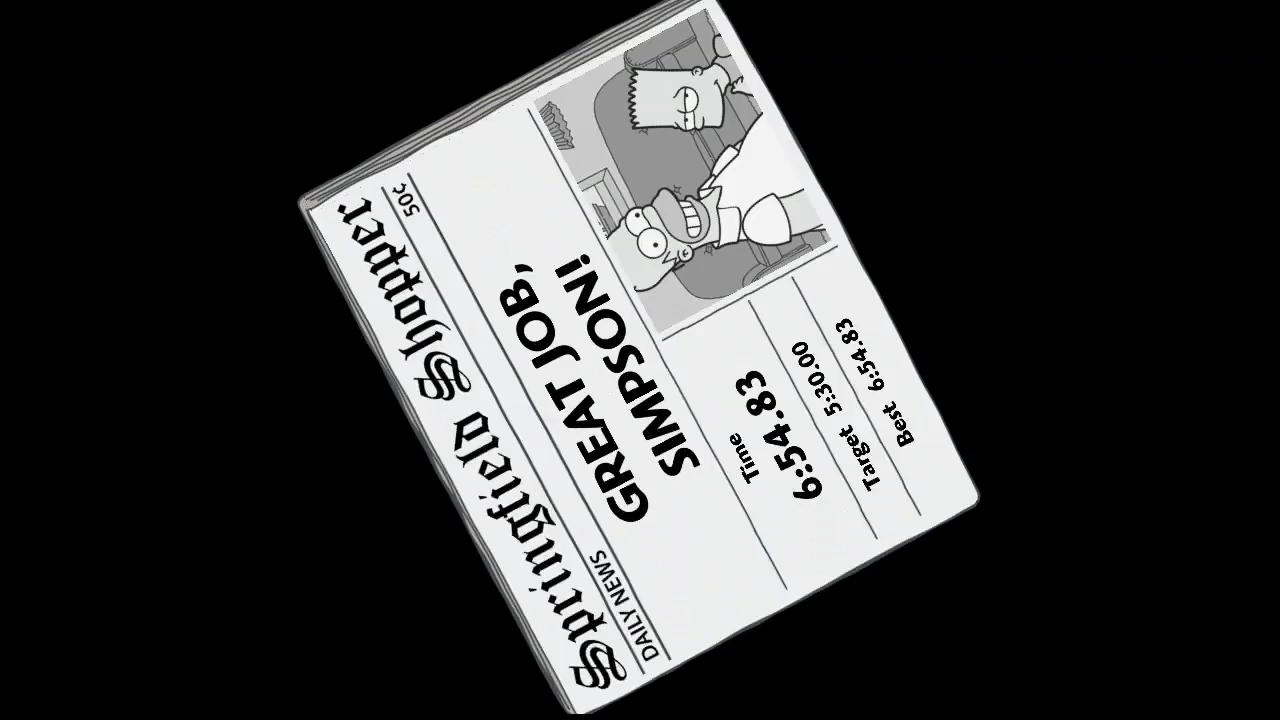 Springfield Shopper
DAILY NEWS 50¢
GREAT JOB,
SIMPSON!
Time
6:54.83
Target 5:30.00
Best 6:54.83